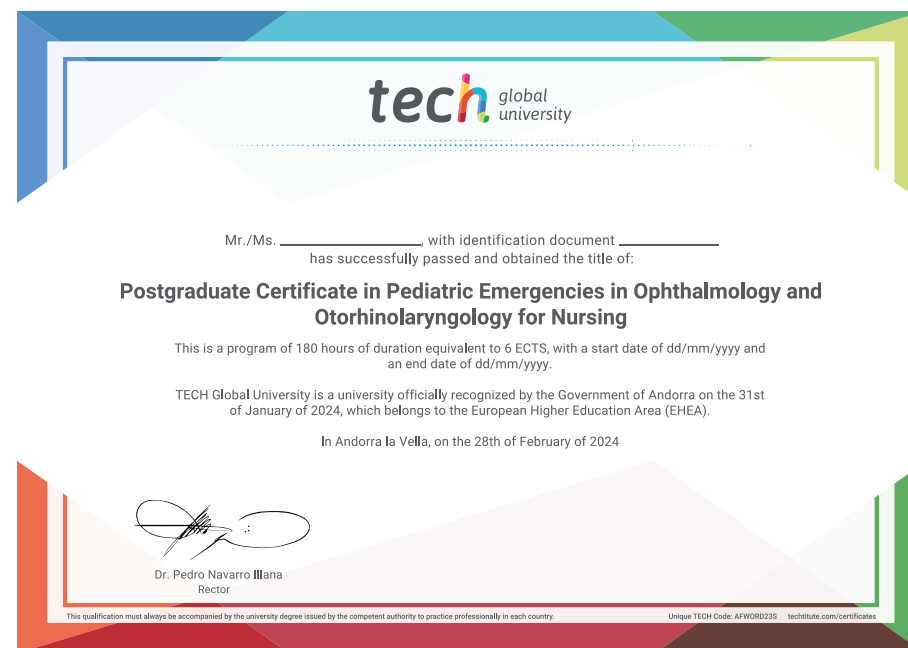 tech global
university
Mr./Ms. ____________________, with identification document ______________
has successfully passed and obtained the title of:
Postgraduate Certificate in Pediatric Emergencies in Ophthalmology and
Otorhinolaryngology for Nursing
This is a program of 180 hours of duration equivalent to 6 ECTS, with a start date of dd/mm/yyyy and
an end date of dd/mm/yyyy.
TECH Global University is a university officially recognized by the Government of Andorra on the 31st
of January of 2024, which belongs to the European Higher Education Area (EHEA).
In Andorra la Vella, on the 28th of February of 2024
Dr. Pedro Navarro Illana
Rector
This qualification must always be accompanied by the university degree issued by the competent authority to practice professionally in each country.
Unique TECH Code: AFWORD23S techtitute.com/certificates